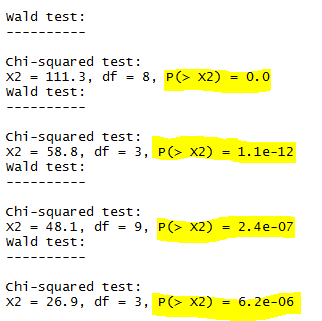 Wald test:
----------
Chi-squared test:
X2 = 111.3, df = 8, P(> X2) = 0.0
Wald test:
----------
Chi-squared test:
X2 = 58.8, df = 3, P(> X2) = 1.1e-12
Wald test:
----------
Chi-squared test:
X2 = 48.1, df = 9, P(> X2) = 2.4e-07
Wald test:
----------
Chi-squared test:
X2 = 26.9, df = 3, P(> X2) = 6.2e-06